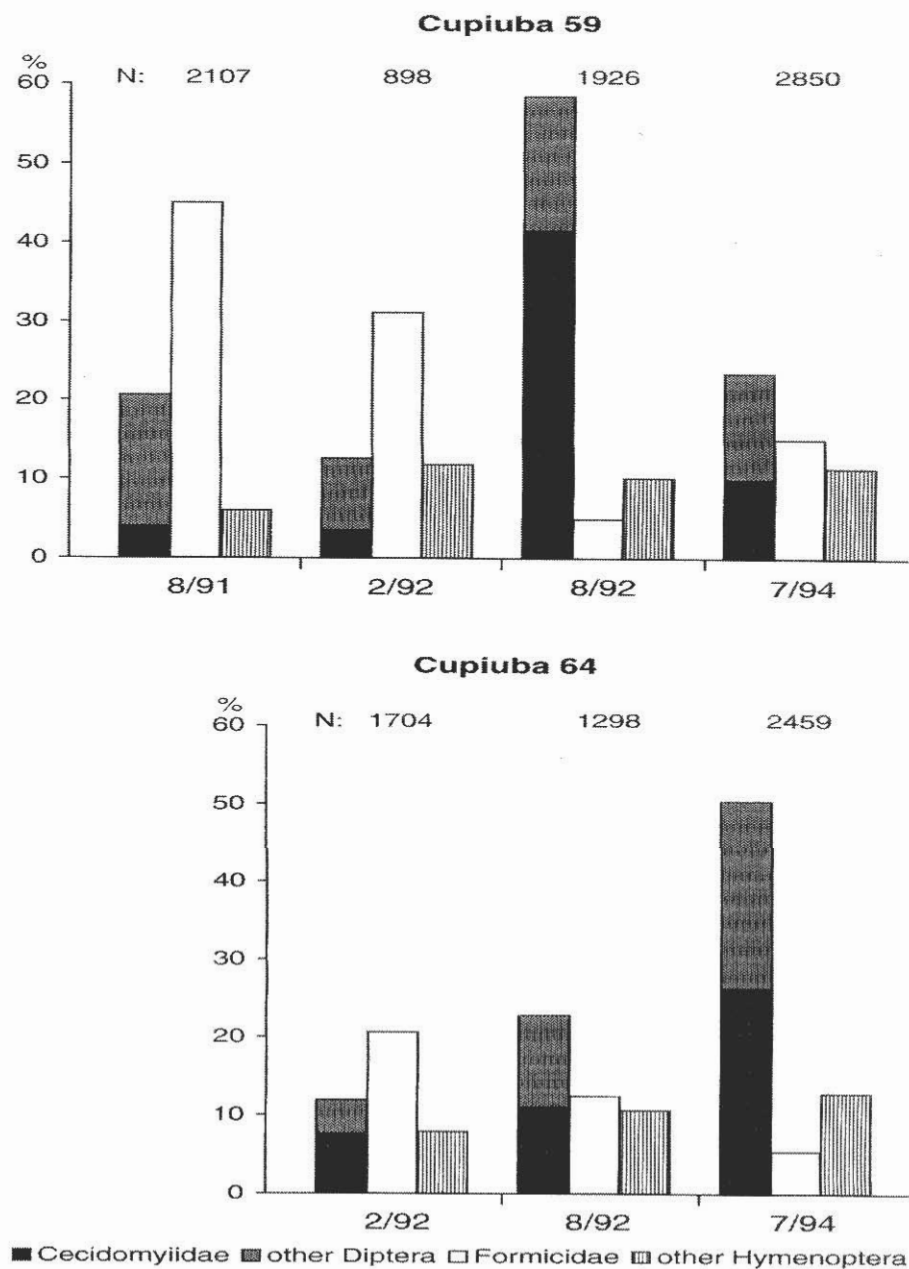 Cupiuba 59
%
N: 2107 898 1926 2850
60
50
40
30
20
10
0
8/91 2/92 8/92 7/94
Cupiuba 64
%
N: 1704 1298 2459
60
50
40
30
20
10
0
2/92 8/92 7/94
Cecidomyiidae other Diptera Formicidae other Hymenoptera